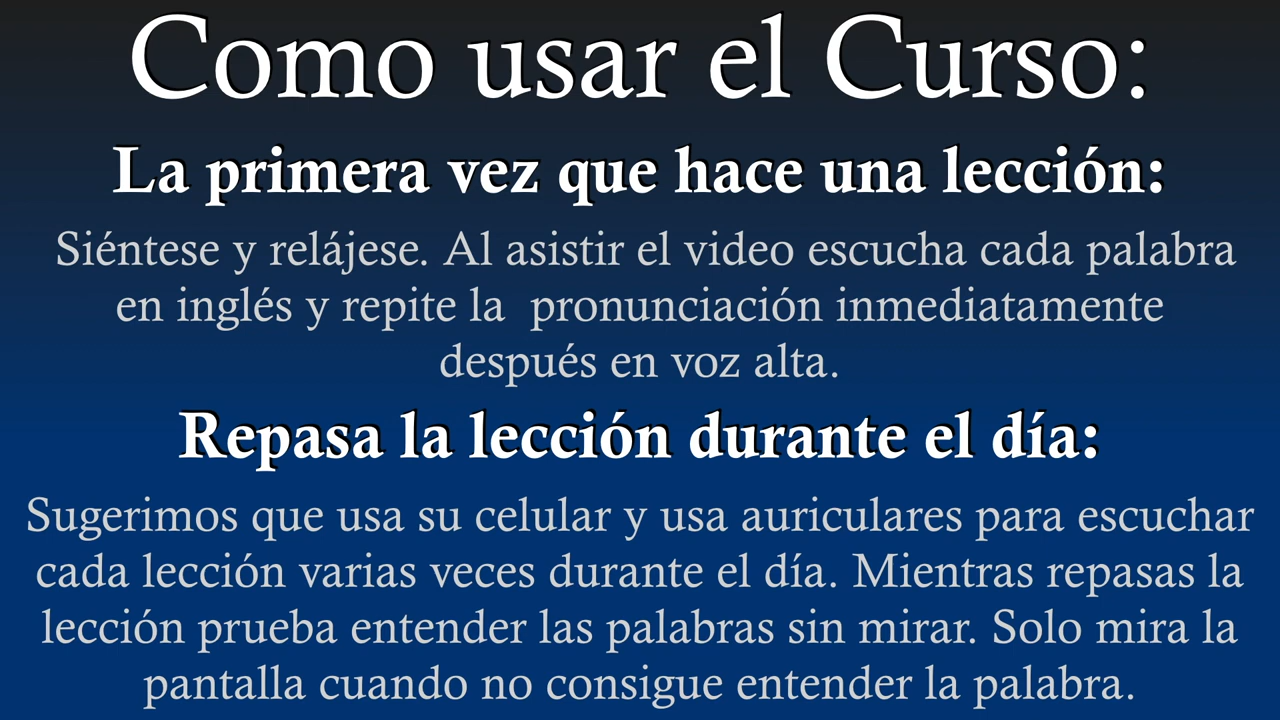 Como usar el Curso:
La primera vez que hace una lección:
Siéntese y relájese. Al asistir el video escucha cada palabra
en inglés y repite la pronunciación inmediatamente
después en voz alta.
Repasa la lección durante el día:
Sugerimos que usa su celular y usa auriculares para escuchar
cada lección varias veces durante el día. Mientras repasas la
lección prueba entender las palabras sin mirar. Solo mira la
pantalla cuando no consigue entender la palabra.